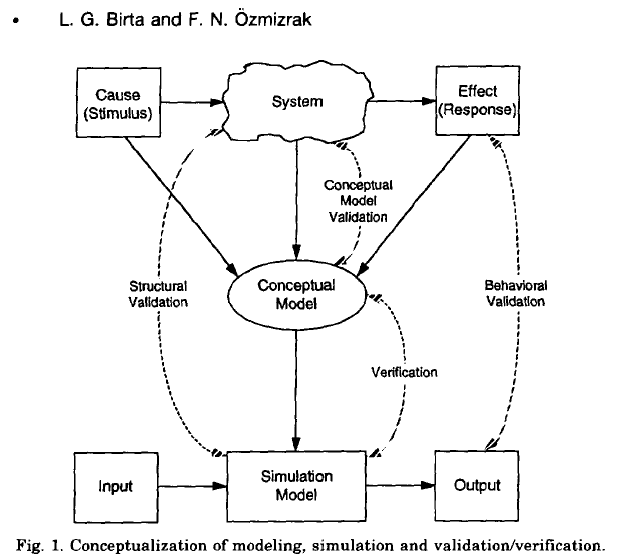 • L. G. Birta and F. N. Özmizrak
Cause
(Stimulus)
System
Effect
(Response)
Conceptual
Model
Validation
Structural
Validation
Conceptual
Model
Behavioral
Validation
Verification
Input
Simulation
Model
Output
Fig. 1. Conceptualization of modeling, simulation and validation/verification.